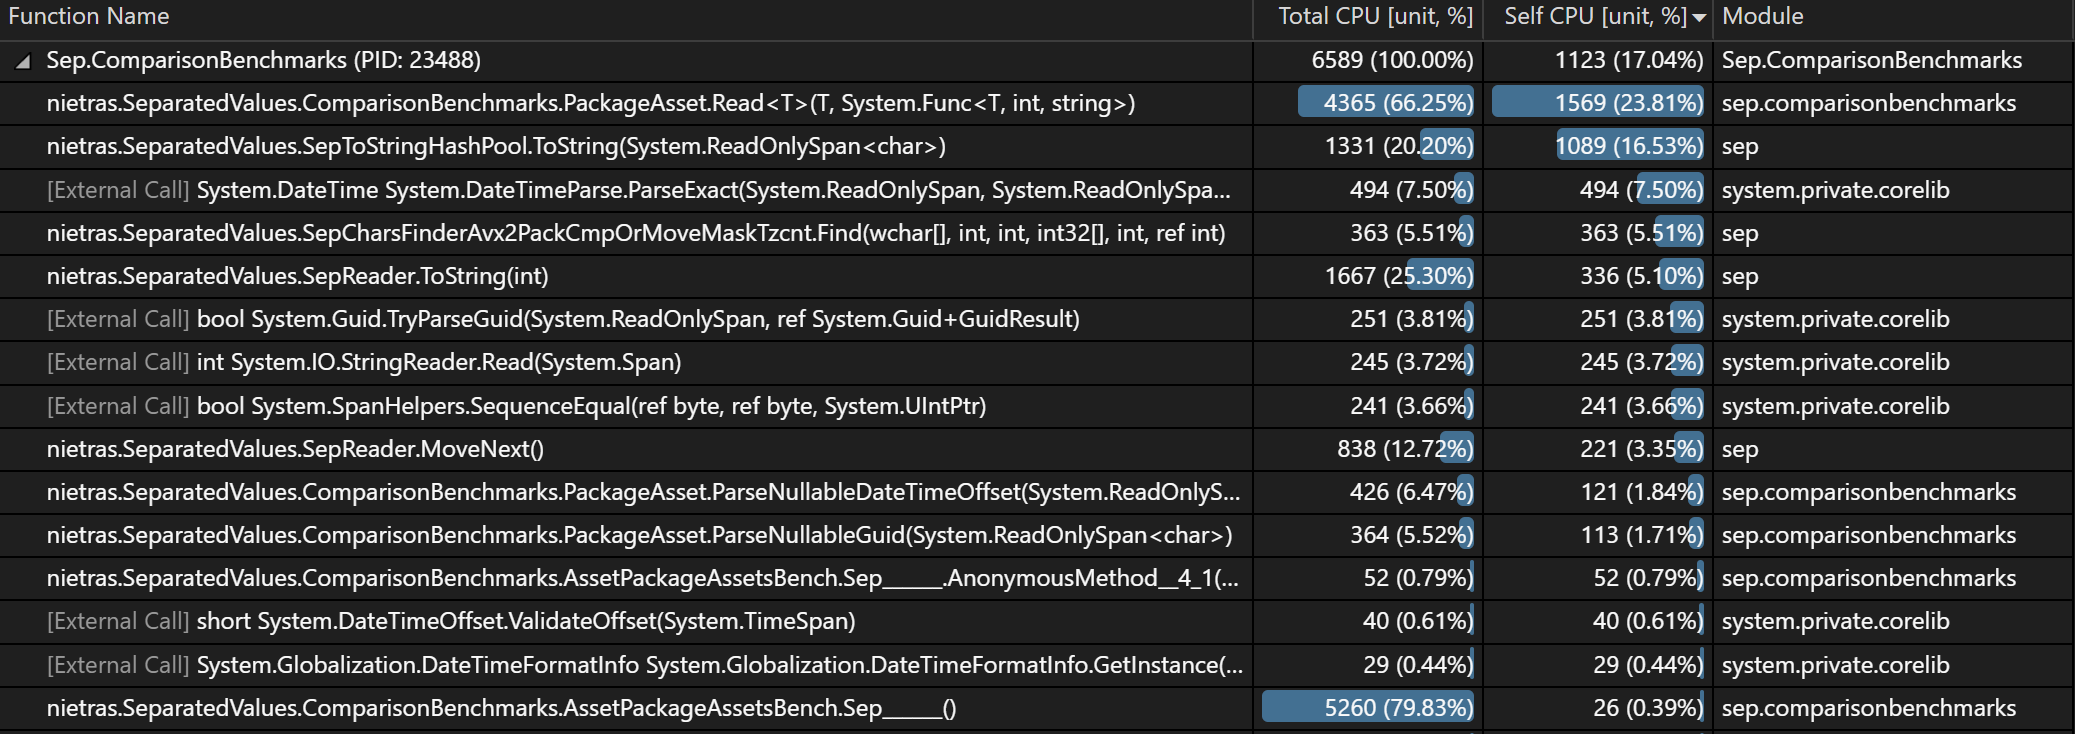 Function Name Total CPU [unit, %] Self CPU [unit, %] Module
Sep.ComparisonBenchmarks (PID: 23488) 6589 (100.00%) 1123 (17.04%) Sep.ComparisonBenchmarks
nietras.SeparatedValues.ComparisonBenchmarks.PackageAsset.Read<T>(T, System.Func<T, int, string>) 4365 (66.25%) 1569 (23.81%) sep.comparisonbenchmarks
nietras.SeparatedValues.SepToStringHashPool.ToString(System.ReadOnlySpan<char>) 1331 (20.20%) 1089 (16.53%) sep
[External Call] System.DateTime System.DateTimeParse.ParseExact(System.ReadOnlySpan, System.ReadOnlySpa... 494 (7.50%) 494 (7.50%) system.private.corelib
nietras.SeparatedValues.SepCharsFinderAvx2PackCmpOrMoveMaskTzcnt.Find(wchar[], int, int, int32[], int, ref int) 363 (5.51%) 363 (5.51%) sep
nietras.SeparatedValues.SepReader.ToString(int) 1667 (25.30%) 336 (5.10%) sep
[External Call] bool System.Guid.TryParseGuid(System.ReadOnlySpan, ref System.Guid+GuidResult) 251 (3.81%) 251 (3.81%) system.private.corelib
[External Call] int System.IO.StringReader.Read(System.Span) 245 (3.72%) 245 (3.72%) system.private.corelib
[External Call] bool System.SpanHelpers.SequenceEqual(ref byte, ref byte, System.UIntPtr) 241 (3.66%) 241 (3.66%) system.private.corelib
nietras.SeparatedValues.SepReader.MoveNext() 838 (12.72%) 221 (3.35%) sep
nietras.SeparatedValues.ComparisonBenchmarks.PackageAsset.ParseNullableDateTimeOffset(System.ReadOnlyS... 426 (6.47%) 121 (1.84%) sep.comparisonbenchmarks
nietras.SeparatedValues.ComparisonBenchmarks.PackageAsset.ParseNullableGuid(System.ReadOnlySpan<char>) 364 (5.52%) 113 (1.71%) sep.comparisonbenchmarks
nietras.SeparatedValues.ComparisonBenchmarks.AssetPackageAssetsBench.Sep______.AnonymousMethod__4_1(... 52 (0.79%) 52 (0.79%) sep.comparisonbenchmarks
[External Call] short System.DateTimeOffset.ValidateOffset(System.TimeSpan) 40 (0.61%) 40 (0.61%) system.private.corelib
[External Call] System.Globalization.DateTimeFormatInfo System.Globalization.DateTimeFormatInfo.GetInstance(... 29 (0.44%) 29 (0.44%) system.private.corelib
nietras.SeparatedValues.ComparisonBenchmarks.AssetPackageAssetsBench.Sep______() 5260 (79.83%) 26 (0.39%) sep.comparisonbenchmarks